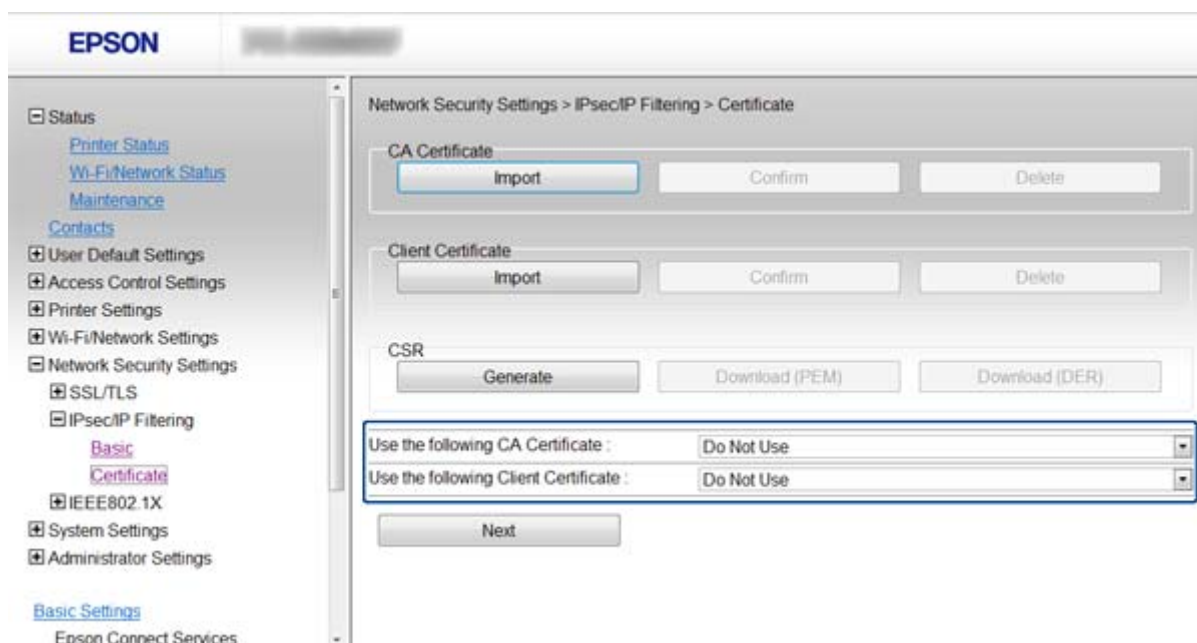 EPSON
Status
Printer Status
Wi-Fi/Network Status
Maintenance
Contacts
User Default Settings
Access Control Settings
Printer Settings
Wi-Fi/Network Settings
Network Security Settings
SSL/TLS
IPsec/IP Filtering
Basic
Certificate
IEEE802.1X
System Settings
Administrator Settings
Basic Settings
Epson Connect Services
Network Security Settings > IPsec/IP Filtering > Certificate
CA Certificate
Import Confirm Delete
Client Certificate
Import Confirm Delete
CSR
Generate Download (PEM) Download (DER)
Use the following CA Certificate : Do Not Use
Use the following Client Certificate : Do Not Use
Next